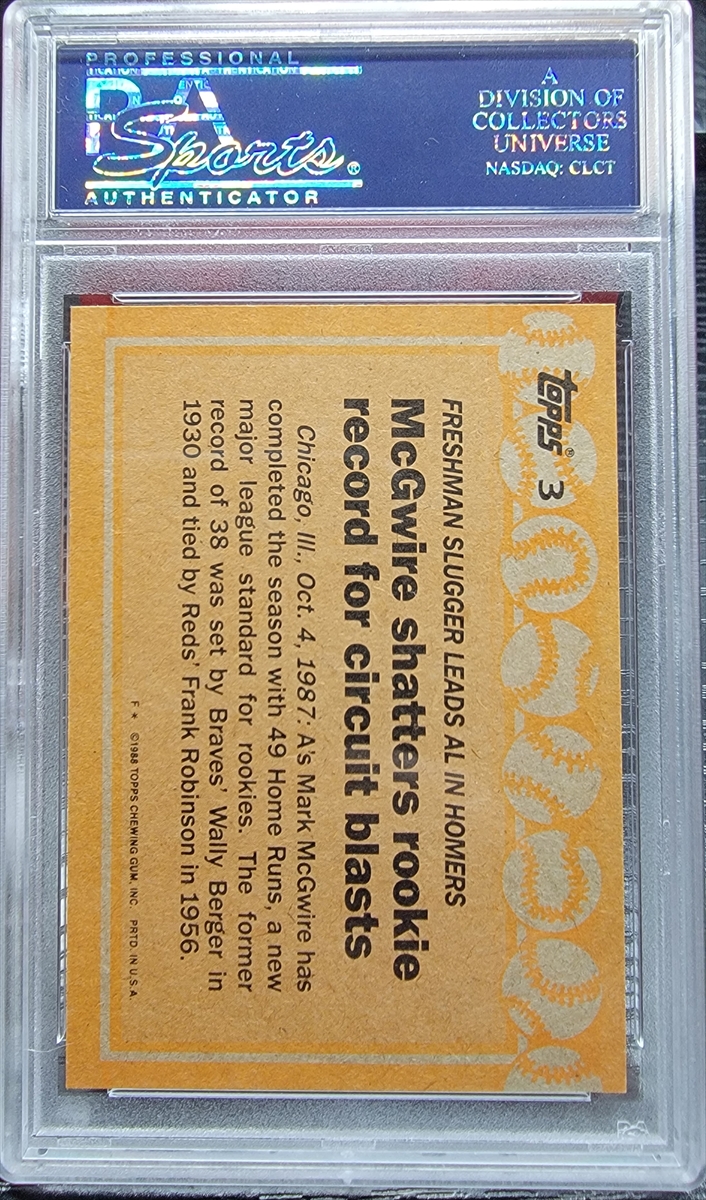 PROFESSIONAL
PSA
Sports®
AUTHENTICATOR
A
DIVISION OF
COLLECTORS
UNIVERSE
NASDAQ: CLCT
topps® 3
FRESHMAN SLUGGER LEADS AL IN HOMERS
McGwire shatters rookie
record for circuit blasts
Chicago, Ill., Oct. 4, 1987: A's Mark McGwire has
completed the season with 49 Home Runs, a new
major league standard for rookies. The former
record of 38 was set by Braves' Wally Berger in
1930 and tied by Reds' Frank Robinson in 1956.
F* ©1988 TOPPS CHEWING GUM, INC. PRTD. IN U.S.A.